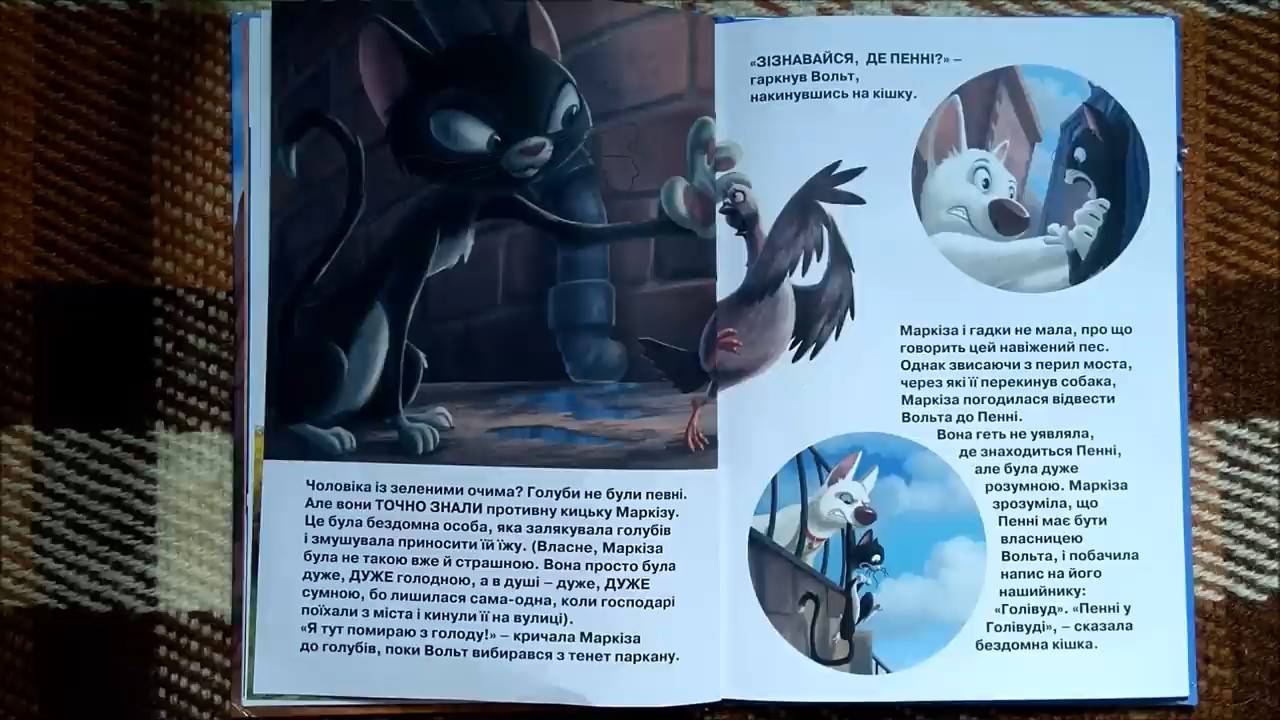 Чоловіка із зеленими очима? Голуби не були певні.
Але вони ТОЧНО ЗНАЛИ противну кицьку Маркізу.
Це була бездомна особа, яка залякувала голубів
і змушувала приносити їй їжу. (Власне, Маркіза
була не такою вже й страшною. Вона просто була
дуже, ДУЖЕ голодною, а в душі – дуже, ДУЖЕ
сумною, бо лишилася сама-одна, коли господарі
поїхали з міста і кинули її на вулиці).
«Я тут помираю з голоду!» – кричала Маркіза
до голубів, поки Вольт вибирався з тенет паркану.
«ЗІЗНАВАЙСЯ, ДЕ ПЕННІ?» –
гаркнув Вольт,
накинувшись на кішку.
Маркіза і гадки не мала, про що
говорить цей навіжений пес.
Однак звисаючи з перил моста,
через які її перекинув собака,
Маркіза погодилася відвести
Вольта до Пенні.
Вона геть не уявляла,
де знаходиться Пенні,
але була дуже
розумною. Маркіза
зрозуміла, що
Пенні має бути
власницею
Вольта, і побачила
напис на його
нашийнику:
«Голівуд». «Пенні у
Голівуді», – сказала
бездомна кішка.